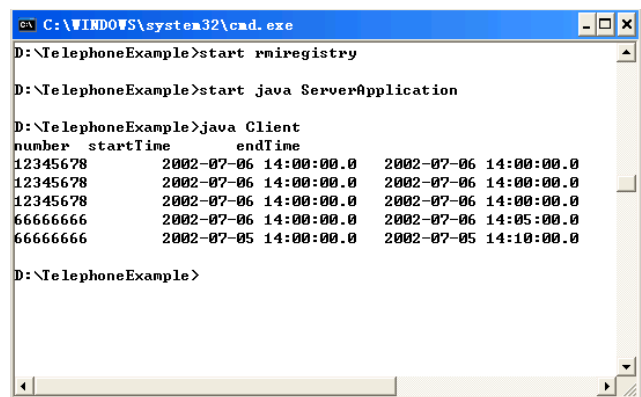 C:\WINDOWS\system32\cmd.exe
D:\TelephoneExample>start rmiregistry
D:\TelephoneExample>start java ServerApplication
D:\TelephoneExample>java Client
number startTime endTime
12345678 2002-07-06 14:00:00.0 2002-07-06 14:00:00.0
12345678 2002-07-06 14:00:00.0 2002-07-06 14:00:00.0
12345678 2002-07-06 14:00:00.0 2002-07-06 14:00:00.0
66666666 2002-07-06 14:00:00.0 2002-07-06 14:05:00.0
66666666 2002-07-05 14:00:00.0 2002-07-05 14:10:00.0
D:\TelephoneExample>